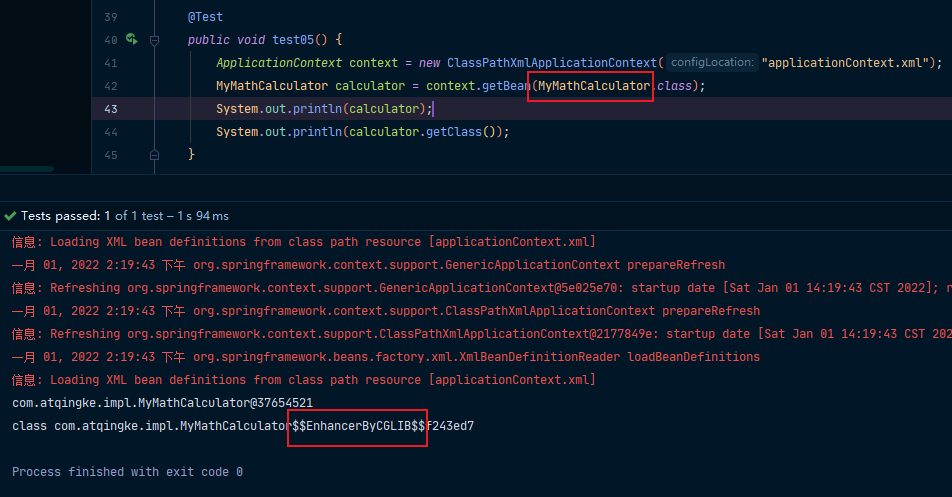 39 @Test
40 public void test05() {
41 ApplicationContext context = new ClassPathXmlApplicationContext( configLocation: "applicationContext.xml");
42 MyMathCalculator calculator = context.getBean(MyMathCalculator.class);
43 System.out.println(calculator);
44 System.out.println(calculator.getClass());
45 }
Tests passed: 1 of 1 test – 1 s 94 ms
信息: Loading XML bean definitions from class path resource [applicationContext.xml]
一月 01, 2022 2:19:43 下午 org.springframework.context.support.GenericApplicationContext prepareRefresh
信息: Refreshing org.springframework.context.support.GenericApplicationContext@5e025e70: startup date [Sat Jan 01 14:19:43 CST 2022]; r
一月 01, 2022 2:19:43 下午 org.springframework.context.support.ClassPathXmlApplicationContext prepareRefresh
信息: Refreshing org.springframework.context.support.ClassPathXmlApplicationContext@2177849e: startup date [Sat Jan 01 14:19:43 CST 2022
一月 01, 2022 2:19:43 下午 org.springframework.beans.factory.xml.XmlBeanDefinitionReader loadBeanDefinitions
信息: Loading XML bean definitions from class path resource [applicationContext.xml]
com.atqingke.impl.MyMathCalculator@37654521
class com.atqingke.impl.MyMathCalculator$$EnhancerByCGLIB$$f243ed7
Process finished with exit code 0